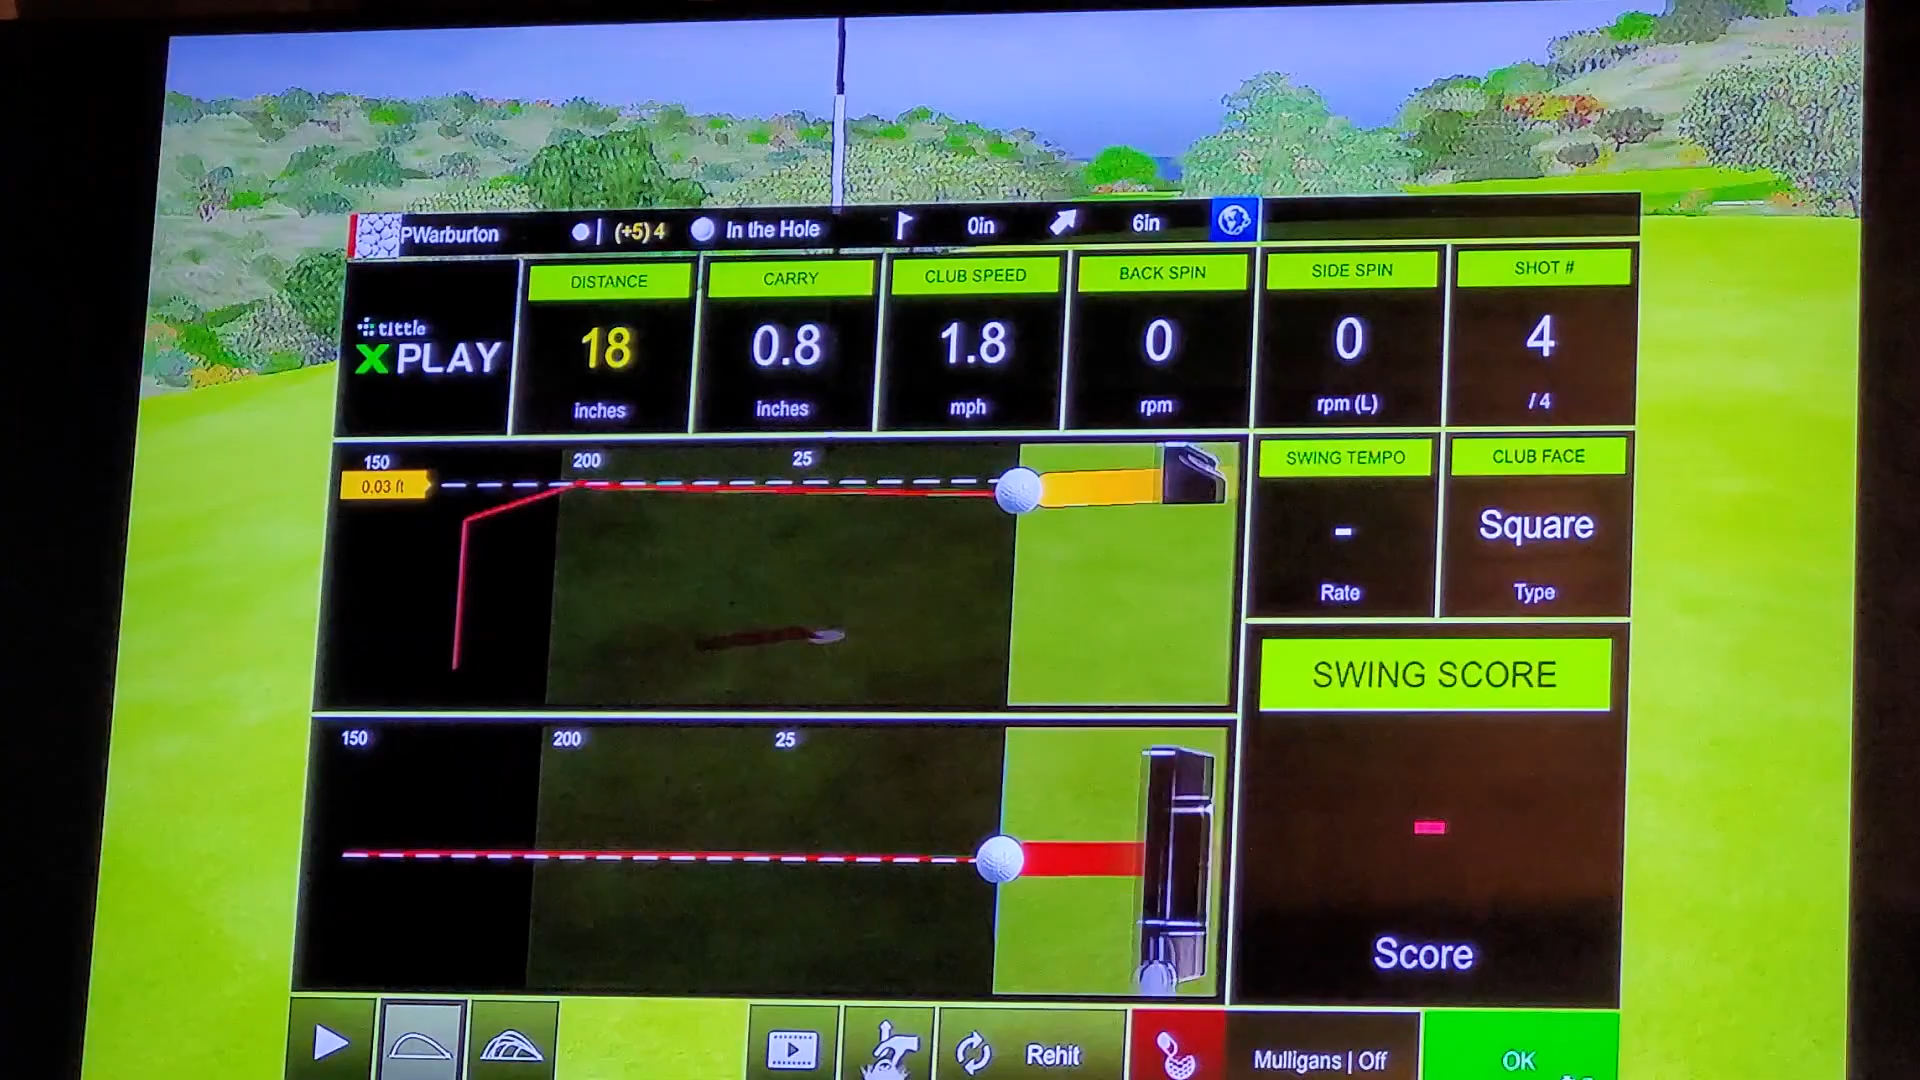 PWarburton | (+5) 4 In the Hole 0in 6in
DISTANCE CARRY CLUB SPEED BACK SPIN SIDE SPIN SHOT #
tittle
X PLAY
18 0.8 1.8 0 0 4
inches inches mph rpm rpm (L) / 4
150 200 25
0.03 ft
SWING TEMPO CLUB FACE
- Square
Rate Type
SWING SCORE
-
Score
150 200 25
Rehit Mulligans | Off OK